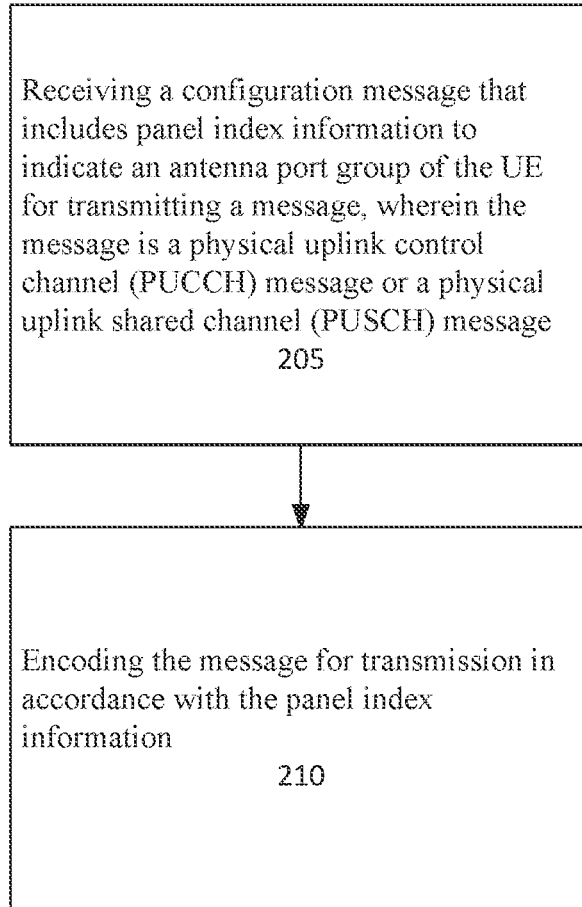 Receiving a configuration message that
includes panel index information to
indicate an antenna port group of the UE
for transmitting a message, wherein the
message is a physical uplink control
channel (PUCCH) message or a physical
uplink shared channel (PUSCH) message
205
Encoding the message for transmission in
accordance with the panel index
information
210